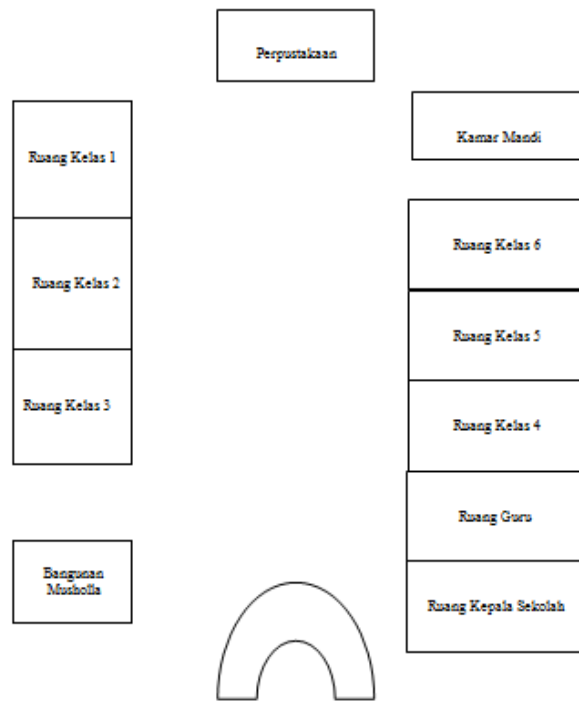 Perpustakaan
Kamar Mandi
Ruang Kelas 1
Ruang Kelas 6
Ruang Kelas 2
Ruang Kelas 5
Ruang Kelas 3
Ruang Kelas 4
Ruang Guru
Bangunan
Musholla
Ruang Kepala Sekolah